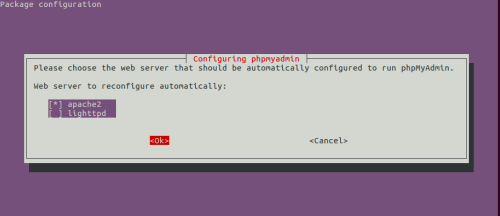 Package configuration
Configuring phpmyadmin
Please choose the web server that should be automatically configured to run phpMyAdmin.
Web server to reconfigure automatically:
[*] apache2
[ ] lighttpd
<Ok> <Cancel>